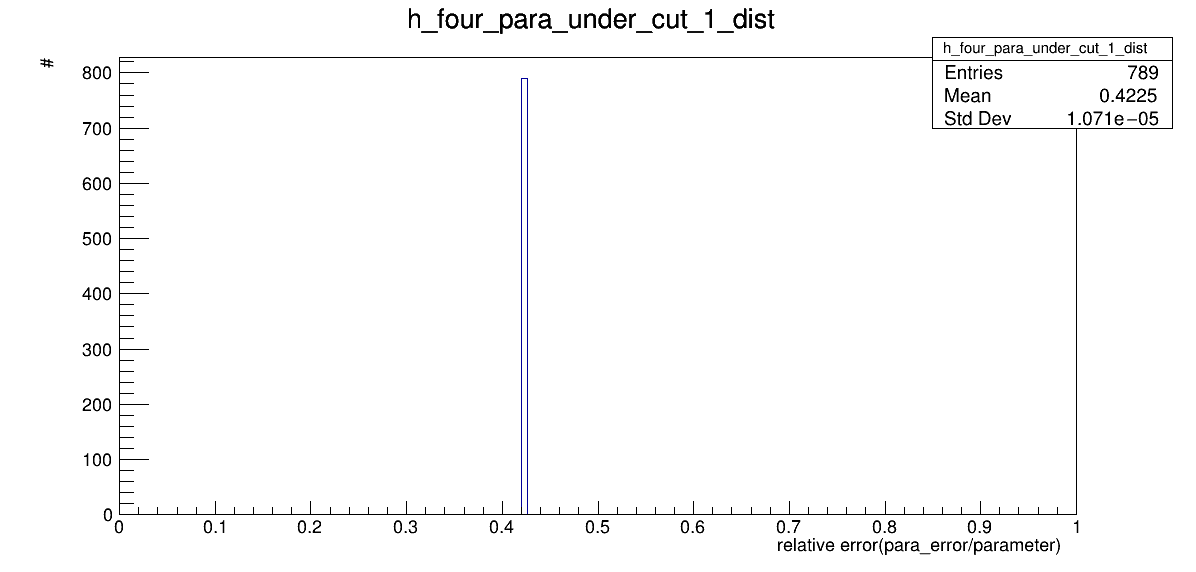 h_four_para_under_cut_1_dist
h_four_para_under_cut_1_dist
Entries 789
Mean 0.4225
Std Dev 1.071e−05
#
800
700
600
500
400
300
200
100
0
0 0.1 0.2 0.3 0.4 0.5 0.6 0.7 0.8 0.9 1
relative error(para_error/parameter)